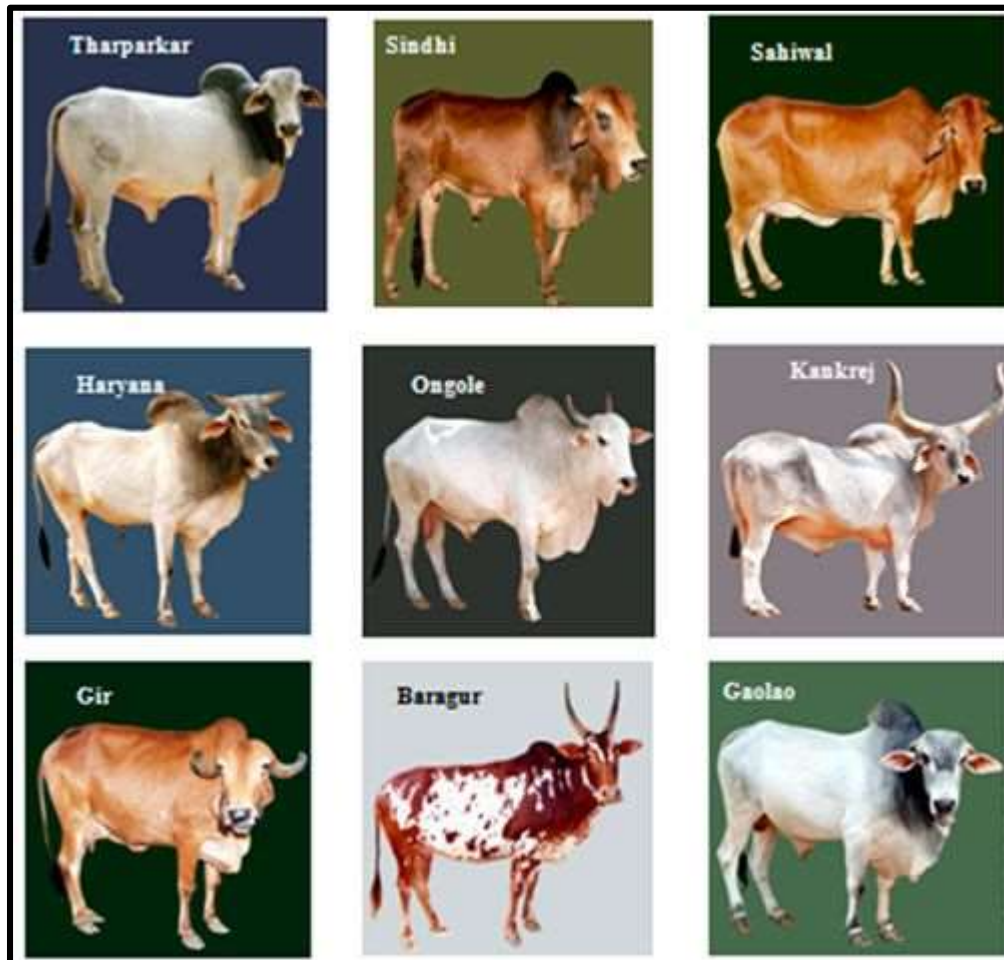 Tharparkar
Sindhi
Sahiwal
Haryana
Ongole
Kankrej
Gir
Baragur
Gaolao